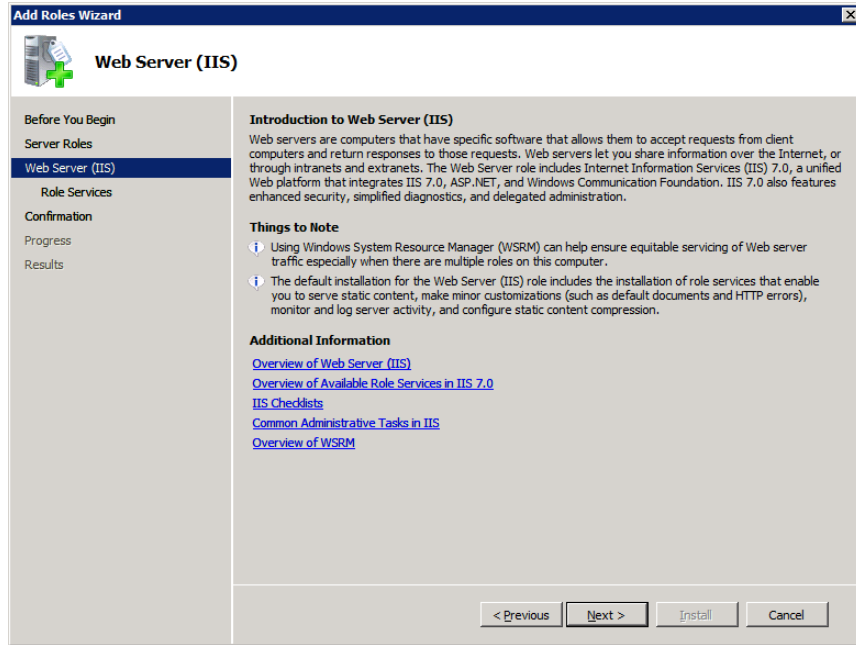 Add Roles Wizard
Web Server (IIS)
Before You Begin
Server Roles
Web Server (IIS)
Role Services
Confirmation
Progress
Results
Introduction to Web Server (IIS)
Web servers are computers that have specific software that allows them to accept requests from client
computers and return responses to those requests. Web servers let you share information over the Internet, or
through intranets and extranets. The Web Server role includes Internet Information Services (IIS) 7.0, a unified
Web platform that integrates IIS 7.0, ASP.NET, and Windows Communication Foundation. IIS 7.0 also features
enhanced security, simplified diagnostics, and delegated administration.
Things to Note
Using Windows System Resource Manager (WSRM) can help ensure equitable servicing of Web server
traffic especially when there are multiple roles on this computer.
The default installation for the Web Server (IIS) role includes the installation of role services that enable
you to serve static content, make minor customizations (such as default documents and HTTP errors),
monitor and log server activity, and configure static content compression.
Additional Information
Overview of Web Server (IIS)
Overview of Available Role Services in IIS 7.0
IIS Checklists
Common Administrative Tasks in IIS
Overview of WSRM
< Previous
Next >
Install
Cancel